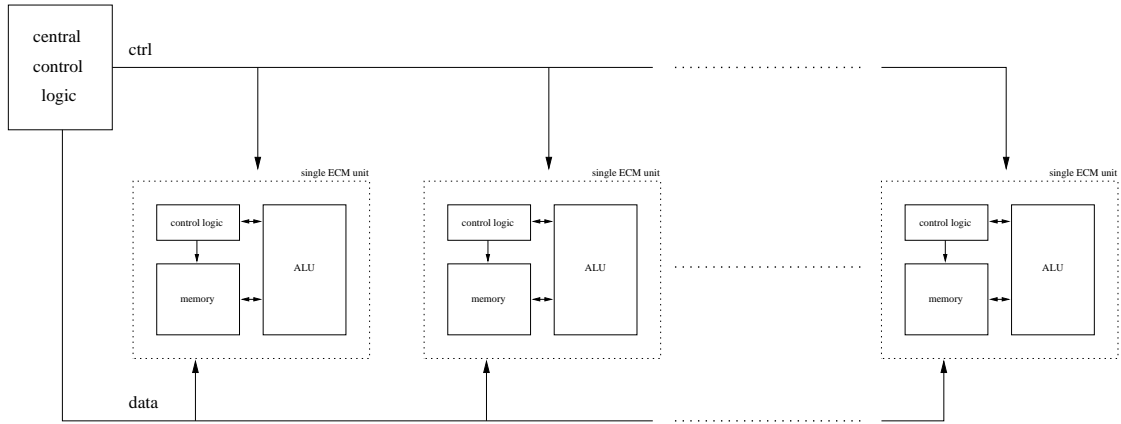 central
control
logic
ctrl
single ECM unit
single ECM unit
single ECM unit
control logic
ALU
memory
control logic
ALU
memory
control logic
ALU
memory
data